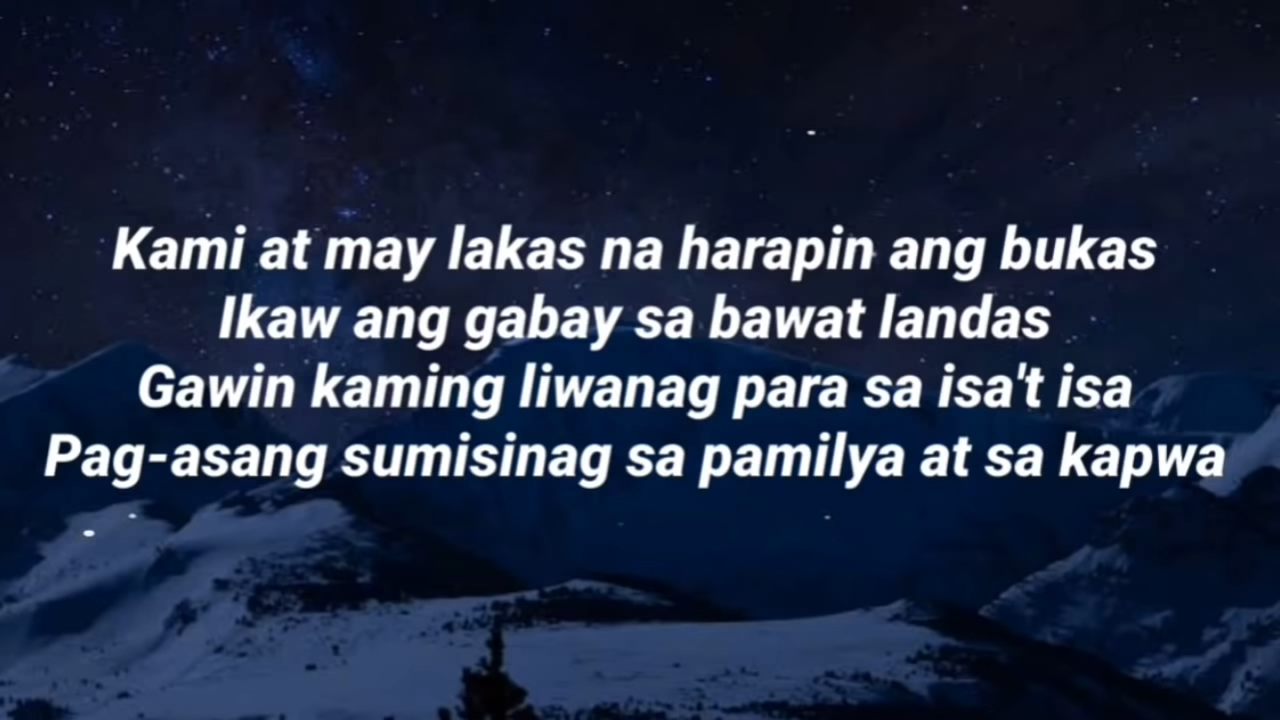 Kami at may lakas na harapin ang bukas
Ikaw ang gabay sa bawat landas
Gawin kaming liwanag para sa isa't isa
Pag-asang sumisinag sa pamilya at sa kapwa